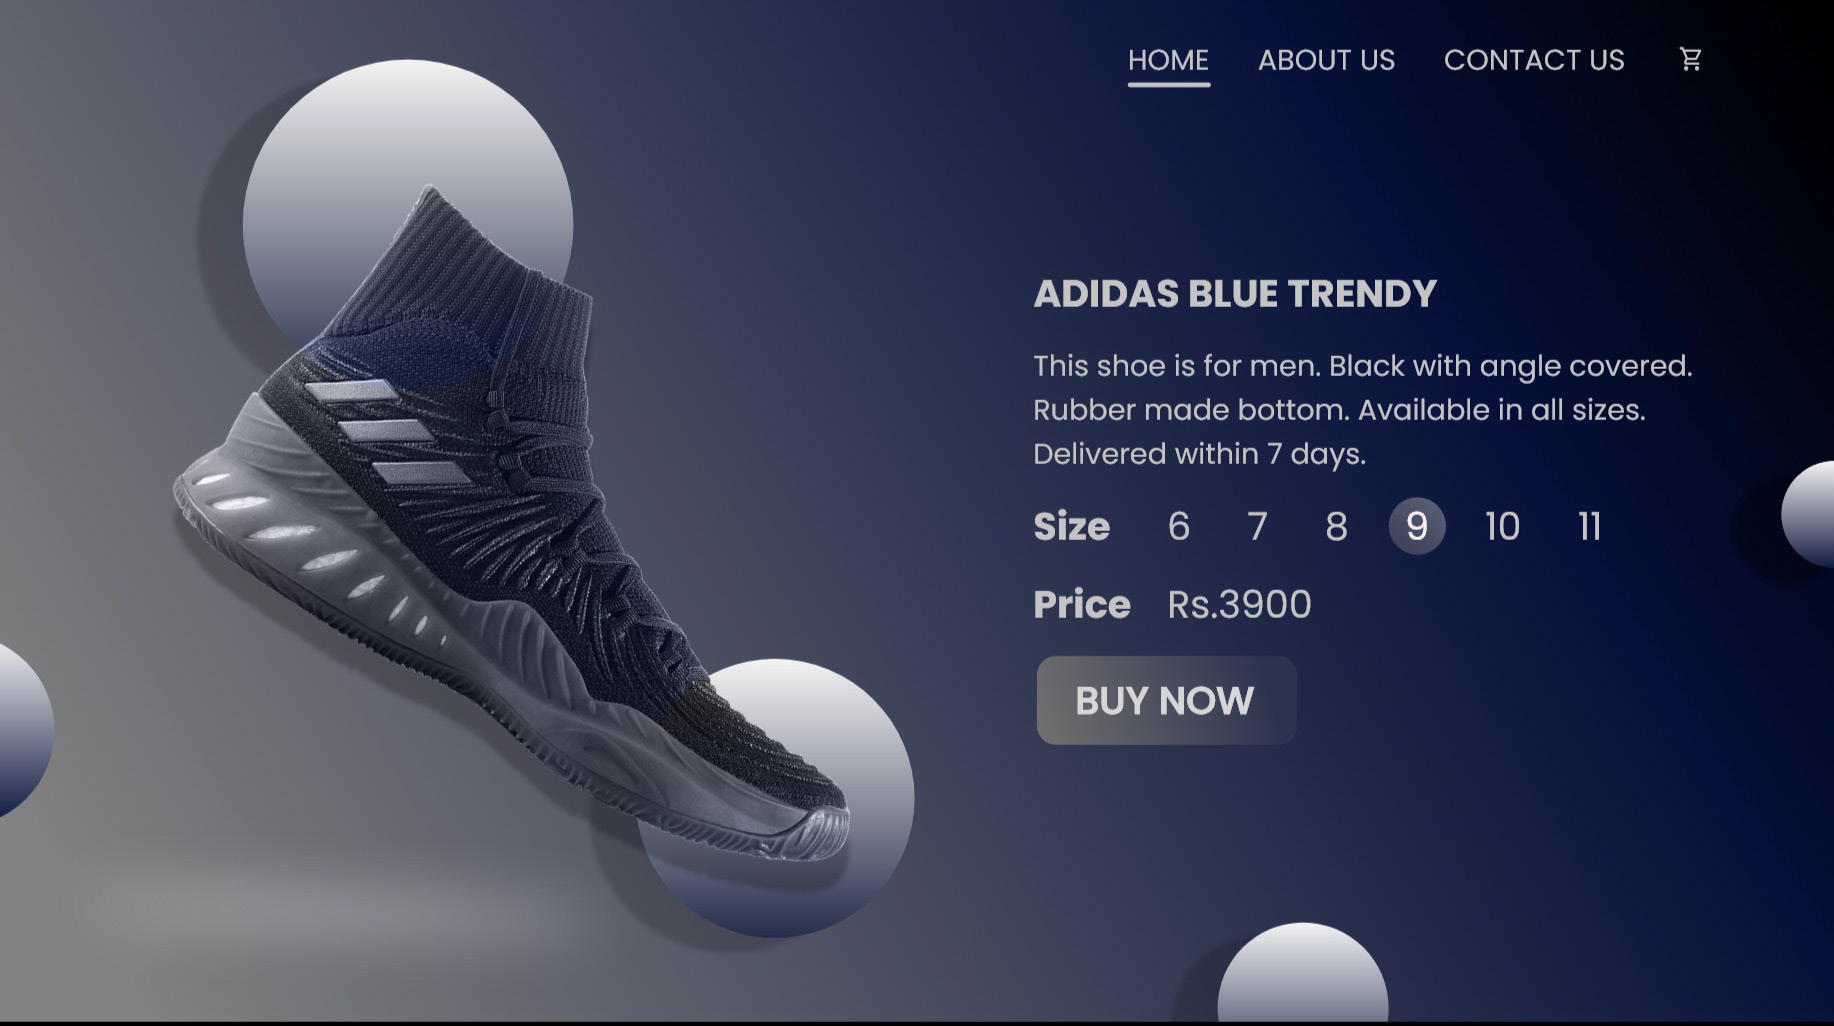 HOME ABOUT US CONTACT US
ADIDAS BLUE TRENDY
This shoe is for men. Black with angle covered.
Rubber made bottom. Available in all sizes.
Delivered within 7 days.
Size 6 7 8 9 10 11
Price Rs.3900
BUY NOW